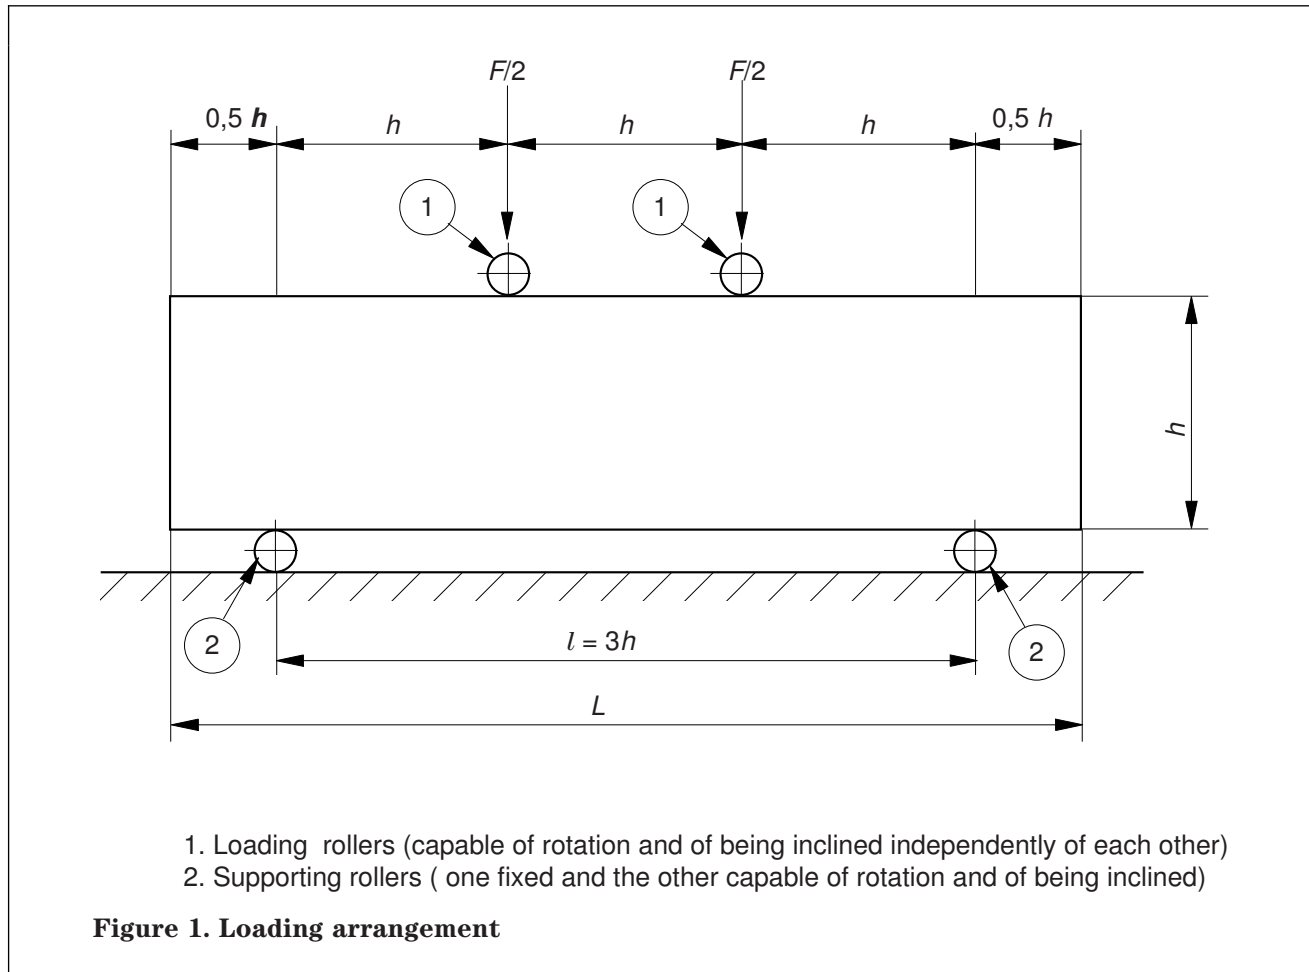 F/2 F/2
0,5 h h h h 0,5 h
1 1
h
2 l = 3h 2
L
1. Loading rollers (capable of rotation and of being inclined independently of each other)
2. Supporting rollers ( one fixed and the other capable of rotation and of being inclined)
Figure 1. Loading arrangement